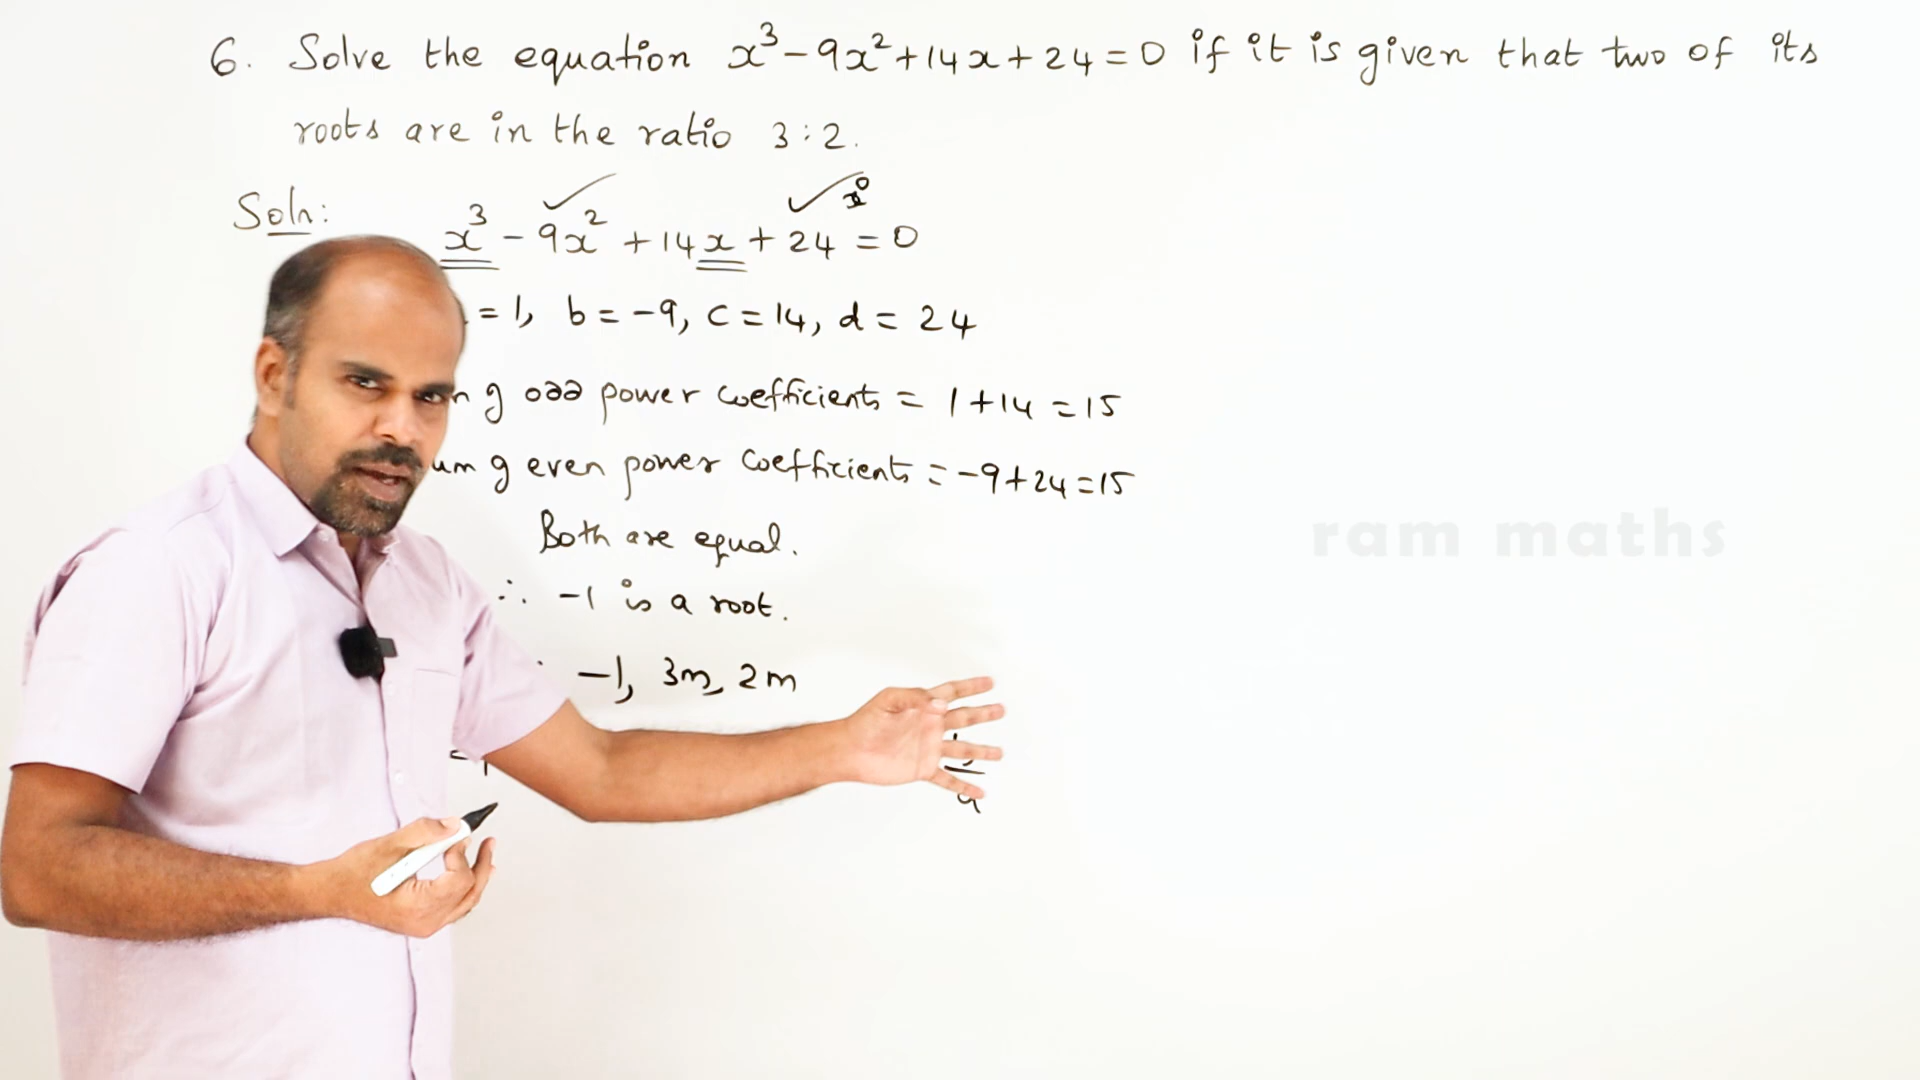 6. Solve the equation x³-9x²+14x+24=0 if it is given that two of its
roots are in the ratio 3:2.
Soln:
x⁰
x³ - 9x² + 14x + 24 = 0
=1, b=-9, c=14, d=24
g odd power coefficients = 1+14=15
um g even power coefficients = -9+24=15
Both are equal.
∴ -1 is a root.
-1, 3m, 2m
ram maths